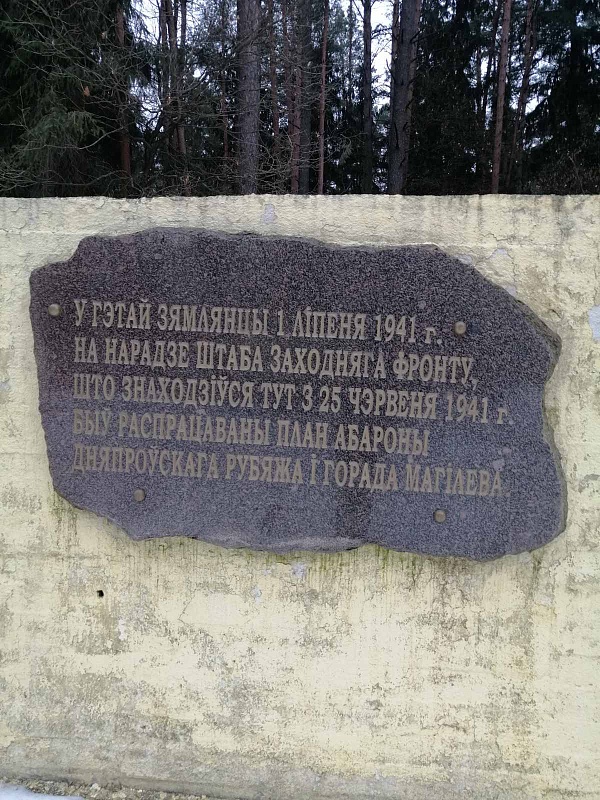 У ГЭТАЙ ЗЯМЛЯНЦЫ 1 ЛІПЕНЯ 1941 г.
НА НАРАДЗЕ ШТАБА ЗАХОДНЯГА ФРОНТУ,
ШТО ЗНАХОДЗІЎСЯ ТУТ З 25 ЧЭРВЕНЯ 1941 г.
БЫЎ РАСПРАЦАВАНЫ ПЛАН АБАРОНЫ
ДНЯПРОЎСКАГА РУБЯЖА І ГОРАДА МАГІЛЕВА.